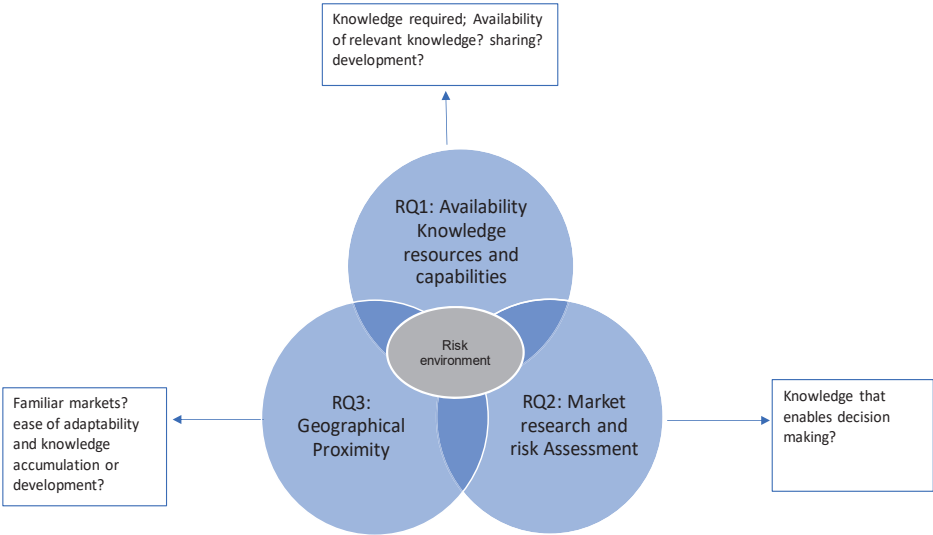 Knowledge required; Availability
of relevant knowledge? sharing?
development?
RQ1: Availability
Knowledge
resources and
capabilities
Risk
environment
RQ3:
Geographical
Proximity
RQ2: Market
research and
risk Assessment
Familiar markets?
ease of adaptability
and knowledge
accumulation or
development?
Knowledge that
enables decision
making?